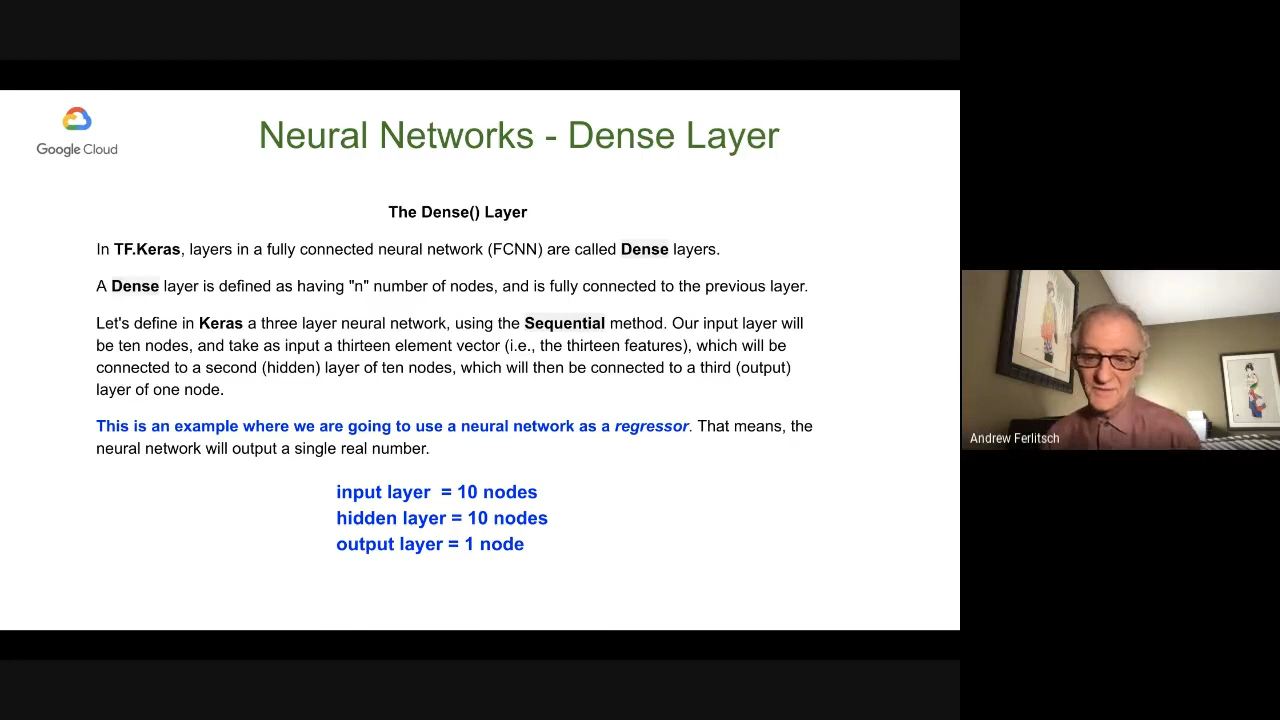 Google Cloud
Neural Networks - Dense Layer
The Dense() Layer
In TF.Keras, layers in a fully connected neural network (FCNN) are called Dense layers.
A Dense layer is defined as having "n" number of nodes, and is fully connected to the previous layer.
Let's define in Keras a three layer neural network, using the Sequential method. Our input layer will
be ten nodes, and take as input a thirteen element vector (i.e., the thirteen features), which will be
connected to a second (hidden) layer of ten nodes, which will then be connected to a third (output)
layer of one node.
This is an example where we are going to use a neural network as a regressor. That means, the
neural network will output a single real number.
input layer = 10 nodes
hidden layer = 10 nodes
output layer = 1 node
Andrew Ferlitsch